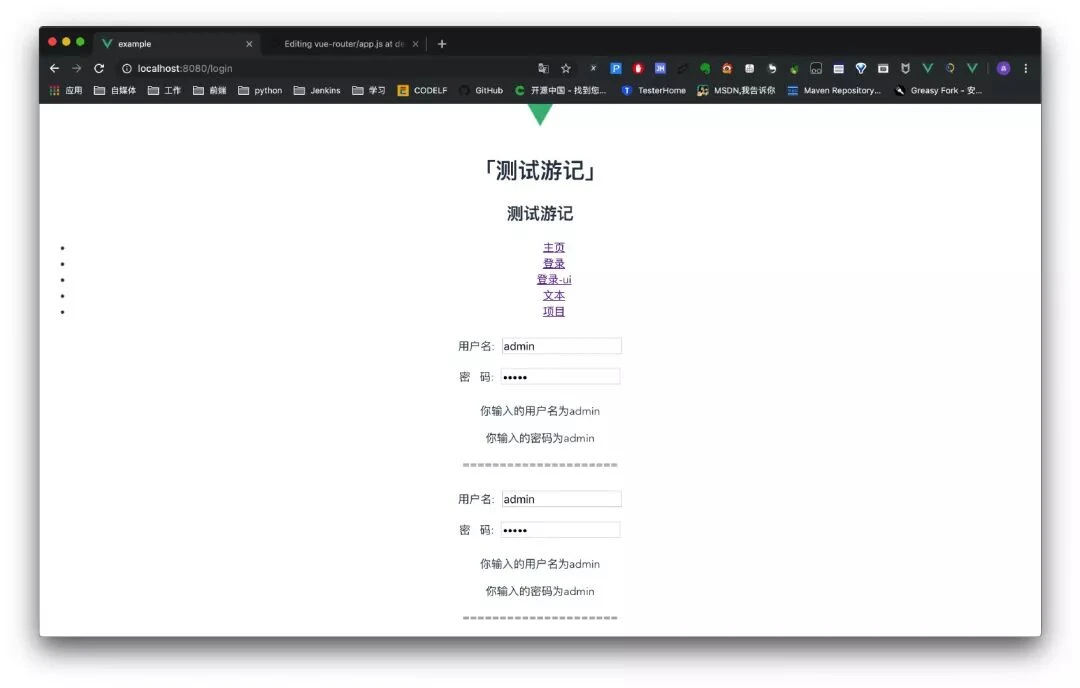 example
Editing vue-router/app.js at de
localhost:8080/login
应用 自媒体 工作 前端 python Jenkins 学习 CODELF GitHub 开源中国 - 找到您... TesterHome MSDN,我告诉你 Maven Repository... Greasy Fork - 安...
「测试游记」
测试游记
主页
登录
登录-ui
文本
项目
用户名: admin
密 码: •••••
你输入的用户名为admin
你输入的密码为admin
=====================
用户名: admin
密 码: •••••
你输入的用户名为admin
你输入的密码为admin
=====================